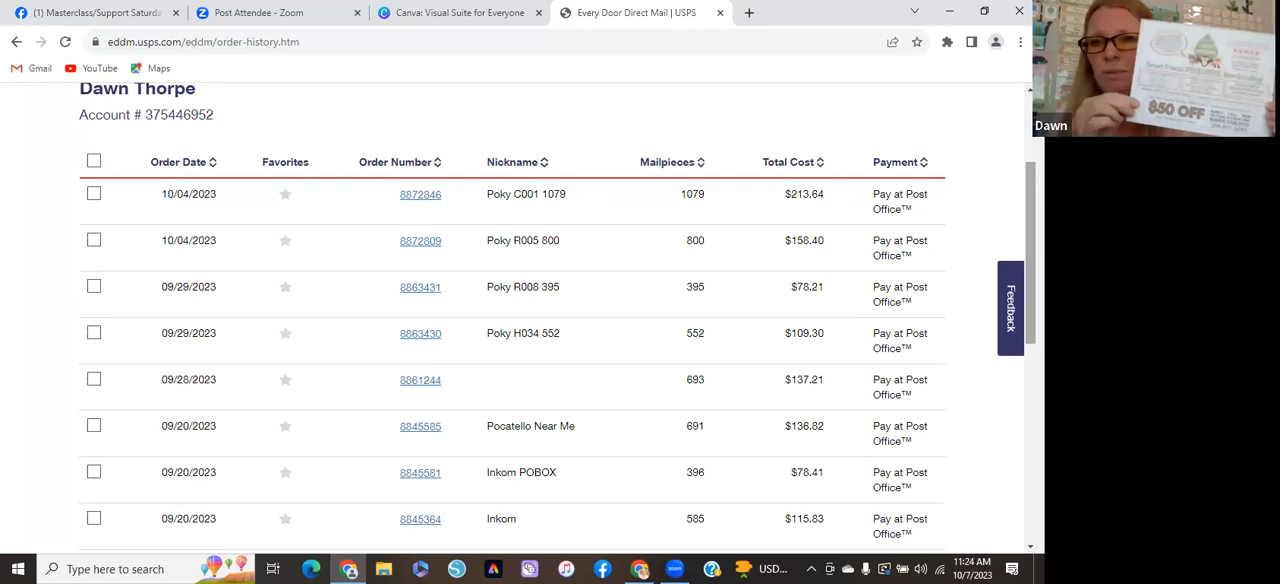 (1) Masterclass/Support Saturda
Post Attendee - Zoom
Canva: Visual Suite for Everyone
Every Door Direct Mail | USPS
eddm.usps.com/eddm/order-history.htm
Gmail YouTube Maps
Dawn Thorpe
Account # 375446952
Order Date Favorites Order Number Nickname Mailpieces Total Cost Payment
10/04/2023 8872846 Poky C001 1079 1079 $213.64 Pay at Post
Office™
10/04/2023 8872809 Poky R005 800 800 $158.40 Pay at Post
Office™
09/29/2023 8863431 Poky R008 395 395 $78.21 Pay at Post
Office™
09/29/2023 8863430 Poky H034 552 552 $109.30 Pay at Post
Office™
09/28/2023 8861244 693 $137.21 Pay at Post
Office™
09/20/2023 8845585 Pocatello Near Me 691 $136.82 Pay at Post
Office™
09/20/2023 8845581 Inkom POBOX 396 $78.41 Pay at Post
Office™
09/20/2023 8845364 Inkom 585 $115.83 Pay at Post
Office™
Feedback
$50 OFF
Dawn
Type here to search
zoom
USD...
11:24 AM
10/7/2023